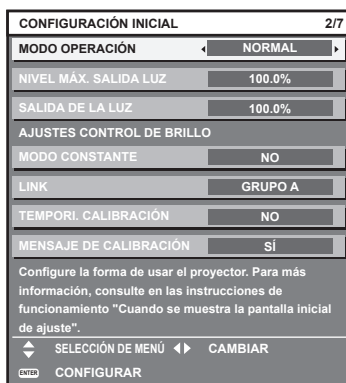 CONFIGURACIÓN INICIAL 2/7
MODO OPERACIÓN NORMAL
NIVEL MÁX. SALIDA LUZ 100.0%
SALIDA DE LA LUZ 100.0%
AJUSTES CONTROL DE BRILLO
MODO CONSTANTE NO
LINK GRUPO A
TEMPORI. CALIBRACIÓN NO
MENSAJE DE CALIBRACIÓN SÍ
Configure la forma de usar el proyector. Para más
información, consulte en las instrucciones de
funcionamiento "Cuando se muestra la pantalla inicial
de ajuste".
SELECCIÓN DE MENÚ CAMBIAR
ENTER CONFIGURAR